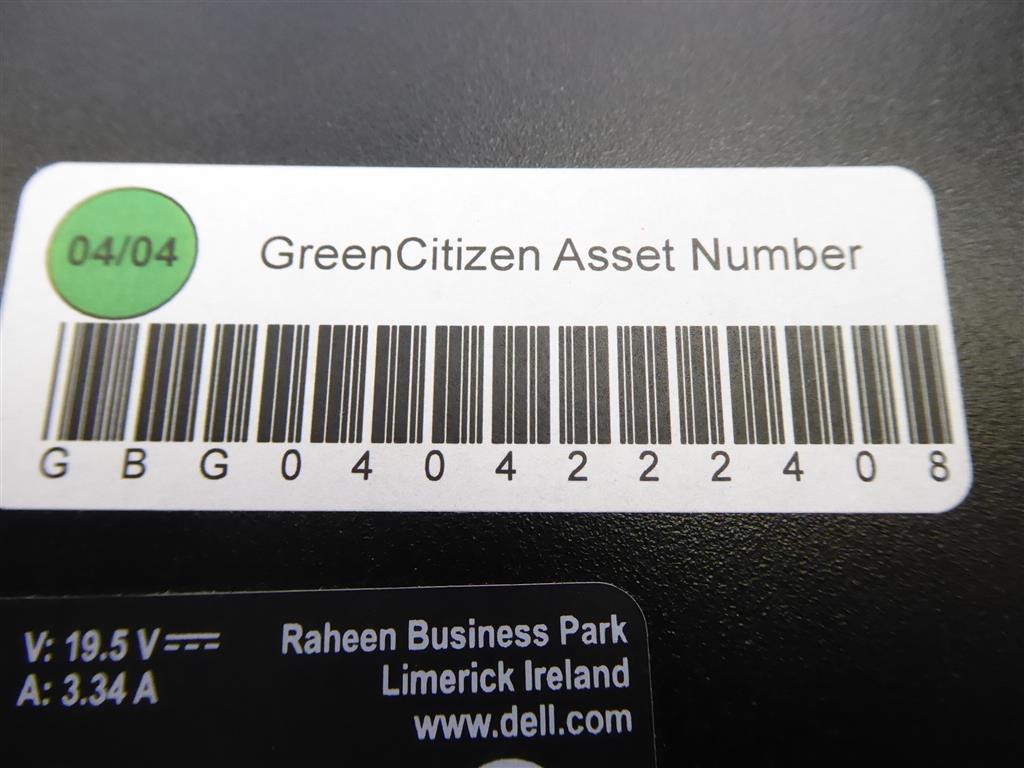 04/04
GreenCitizen Asset Number
G B G 0 4 0 4 2 2 2 4 0 8
V: 19.5 V⎓
A: 3.34 A
Raheen Business Park
Limerick Ireland
www.dell.com